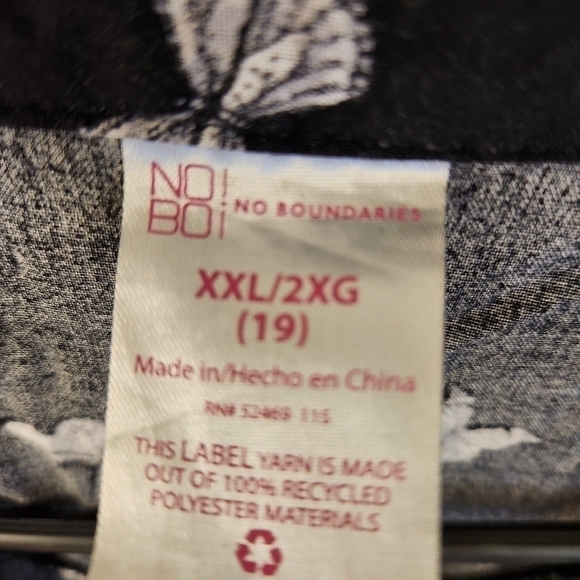 NO!
BO¡ NO BOUNDARIES
XXL/2XG
(19)
Made in/Hecho en China
RN# 52469 115
THIS LABEL YARN IS MADE
OUT OF 100% RECYCLED
POLYESTER MATERIALS